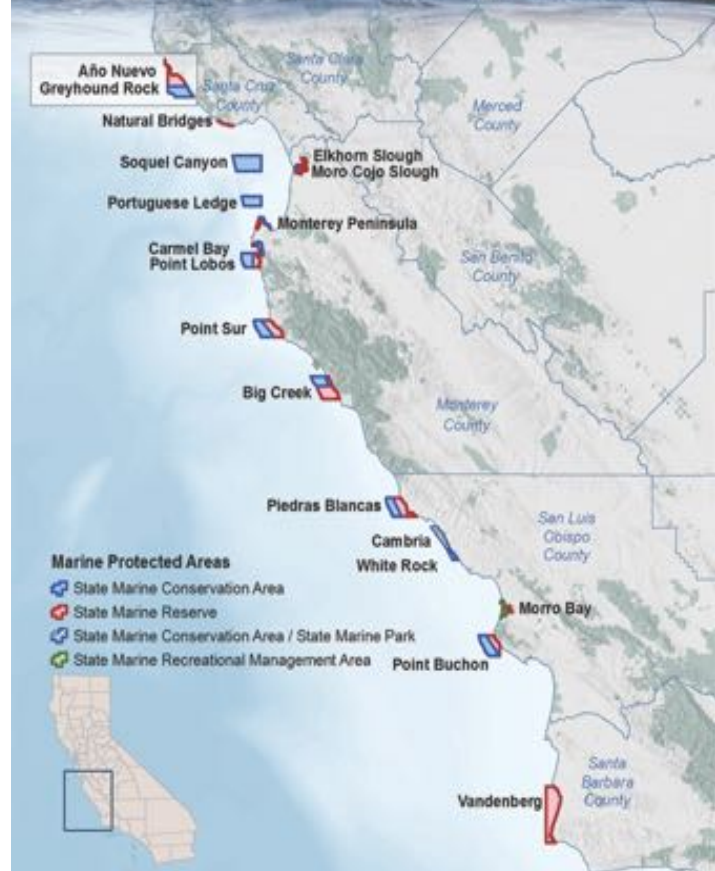 Año Nuevo
Greyhound Rock
Santa Clara
County
Santa Cruz
County
Merced
County
Natural Bridges
Soquel Canyon
Elkhorn Slough
Moro Cojo Slough
Portuguese Ledge
Monterey Peninsula
Carmel Bay
Point Lobos
San Benito
County
Point Sur
Big Creek
Monterey
County
Piedras Blancas
San Luis
Obispo
County
Cambria
White Rock
Marine Protected Areas
State Marine Conservation Area
State Marine Reserve
State Marine Conservation Area / State Marine Park
State Marine Recreational Management Area
Morro Bay
Point Buchon
Santa
Barbara
County
Vandenberg